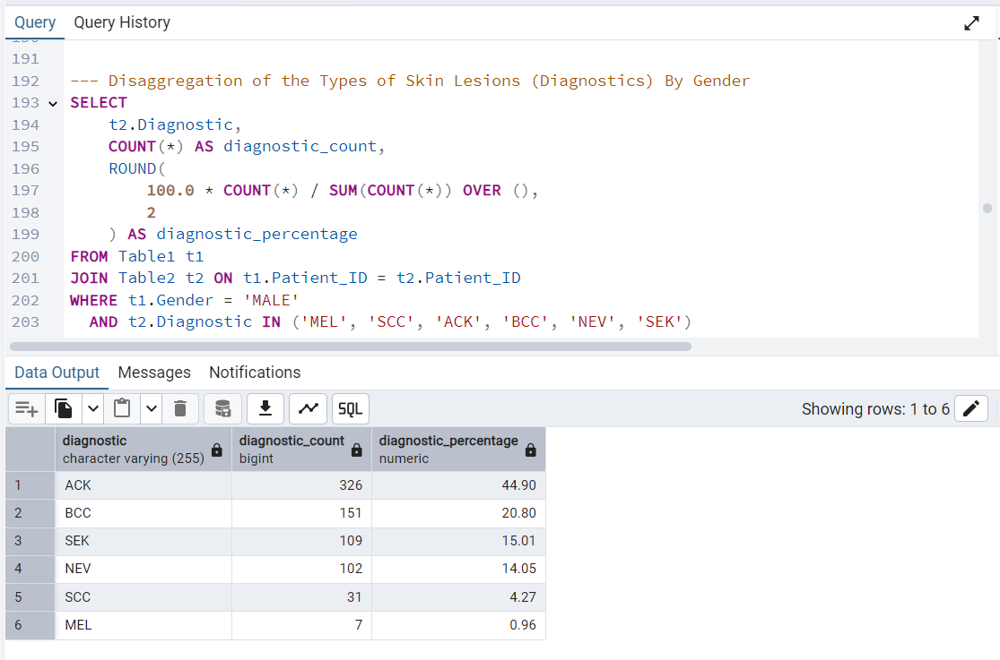 Query Query History
191
192 --- Disaggregation of the Types of Skin Lesions (Diagnostics) By Gender
193 SELECT
194 t2.Diagnostic,
195 COUNT(*) AS diagnostic_count,
196 ROUND(
197 100.0 * COUNT(*) / SUM(COUNT(*)) OVER (),
198 2
199 ) AS diagnostic_percentage
200 FROM Table1 t1
201 JOIN Table2 t2 ON t1.Patient_ID = t2.Patient_ID
202 WHERE t1.Gender = 'MALE'
203 AND t2.Diagnostic IN ('MEL', 'SCC', 'ACK', 'BCC', 'NEV', 'SEK')
Data Output Messages Notifications
SQL Showing rows: 1 to 6
diagnostic diagnostic_count diagnostic_percentage
character varying (255) bigint numeric
1 ACK 326 44.90
2 BCC 151 20.80
3 SEK 109 15.01
4 NEV 102 14.05
5 SCC 31 4.27
6 MEL 7 0.96